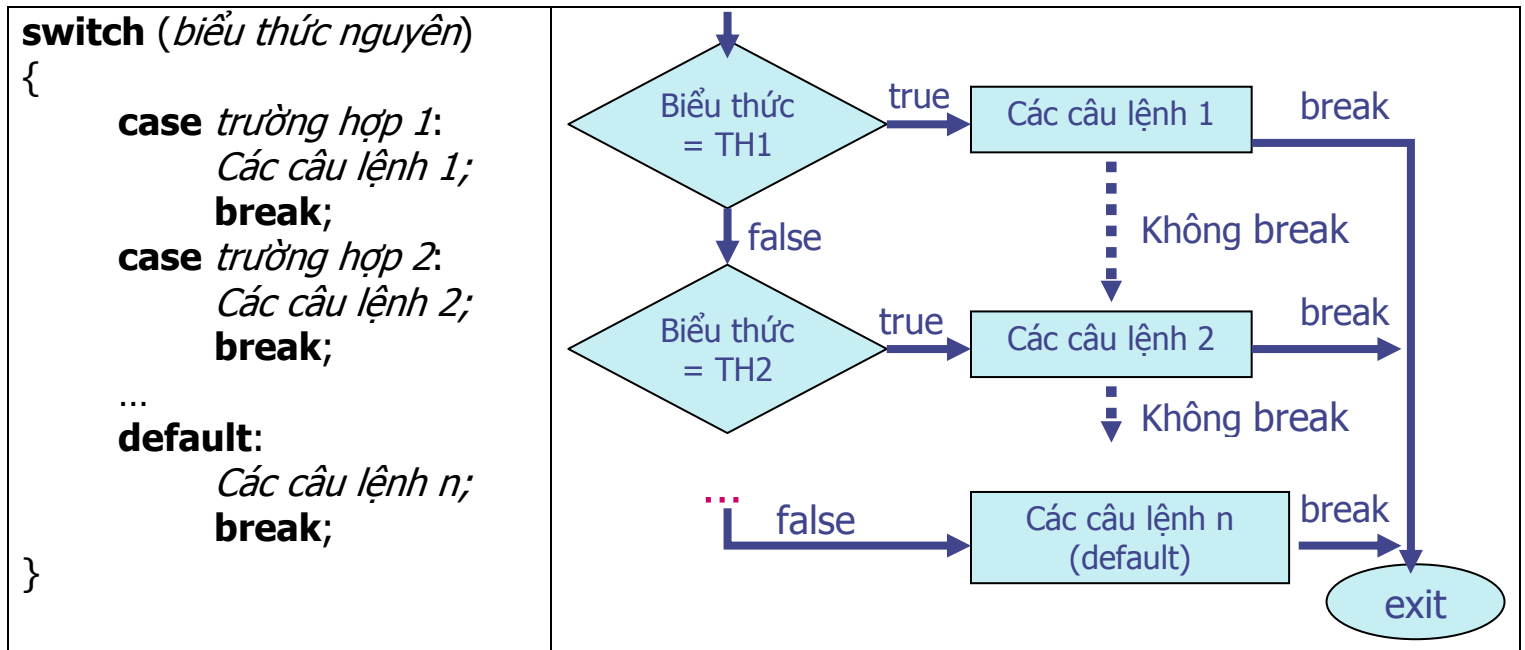 switch (biểu thức nguyên)
{
case trường hợp 1:
Các câu lệnh 1;
break;
case trường hợp 2:
Các câu lệnh 2;
break;
...
default:
Các câu lệnh n;
break;
}
Biểu thức
= TH1
true
Các câu lệnh 1
break
false
Không break
Biểu thức
= TH2
true
Các câu lệnh 2
break
Không break
...
false
Các câu lệnh n
(default)
break
exit